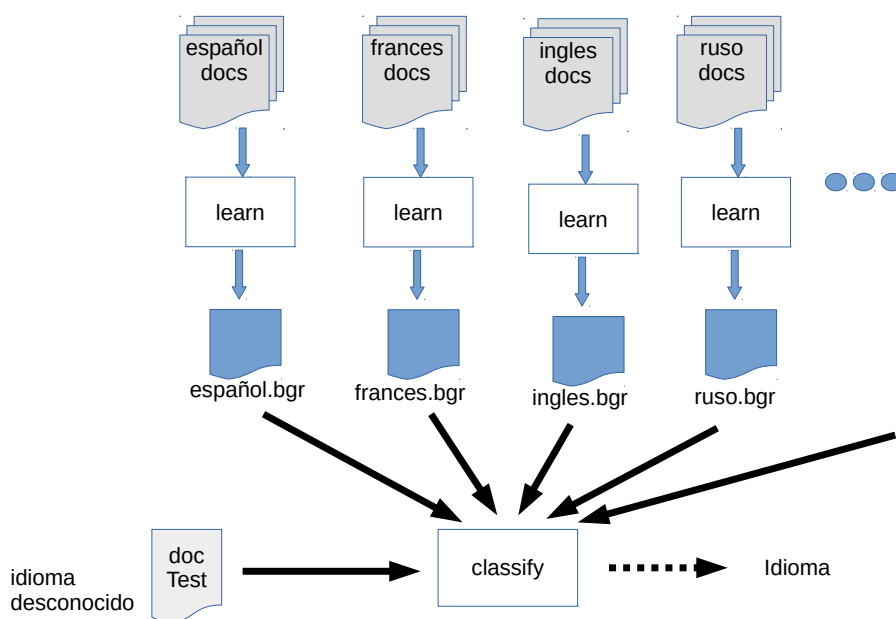 español
docs
frances
docs
ingles
docs
ruso
docs
learn
learn
learn
learn
español.bgr
frances.bgr
ingles.bgr
ruso.bgr
idioma
desconocido
doc
Test
classify
Idioma